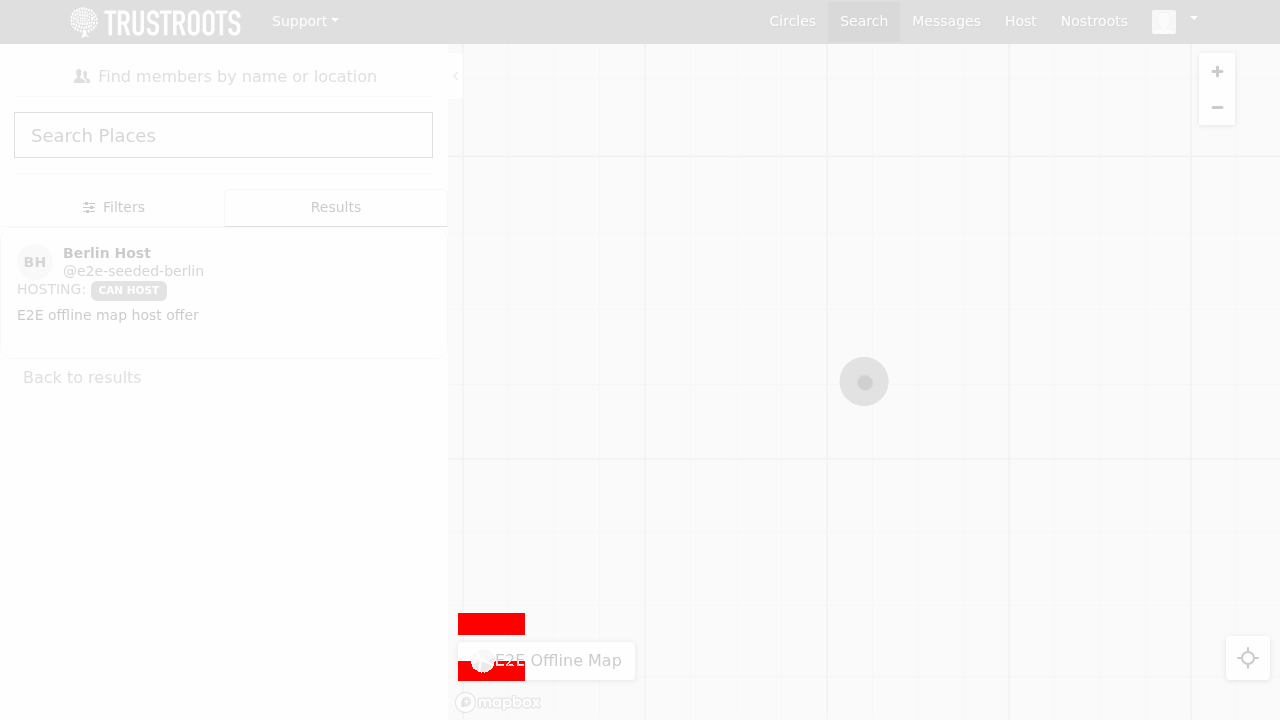 TRUSTROOTS Support Circles Search Messages Host Nostroots
Find members by name or location
Search Places
Filters Results
BH Berlin Host
@e2e-seeded-berlin
HOSTING: CAN HOST
E2E offline map host offer
Back to results
E2E Offline Map
mapbox